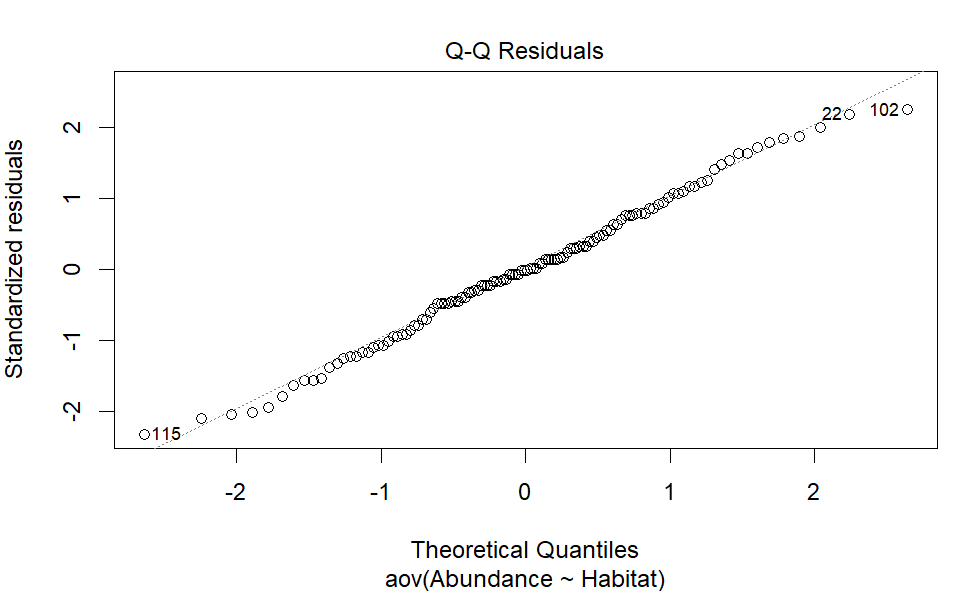 Q-Q Residuals
Standardized residuals
2
1
0
-1
-2
22
102
115
-2 -1 0 1 2
Theoretical Quantiles
aov(Abundance ~ Habitat)